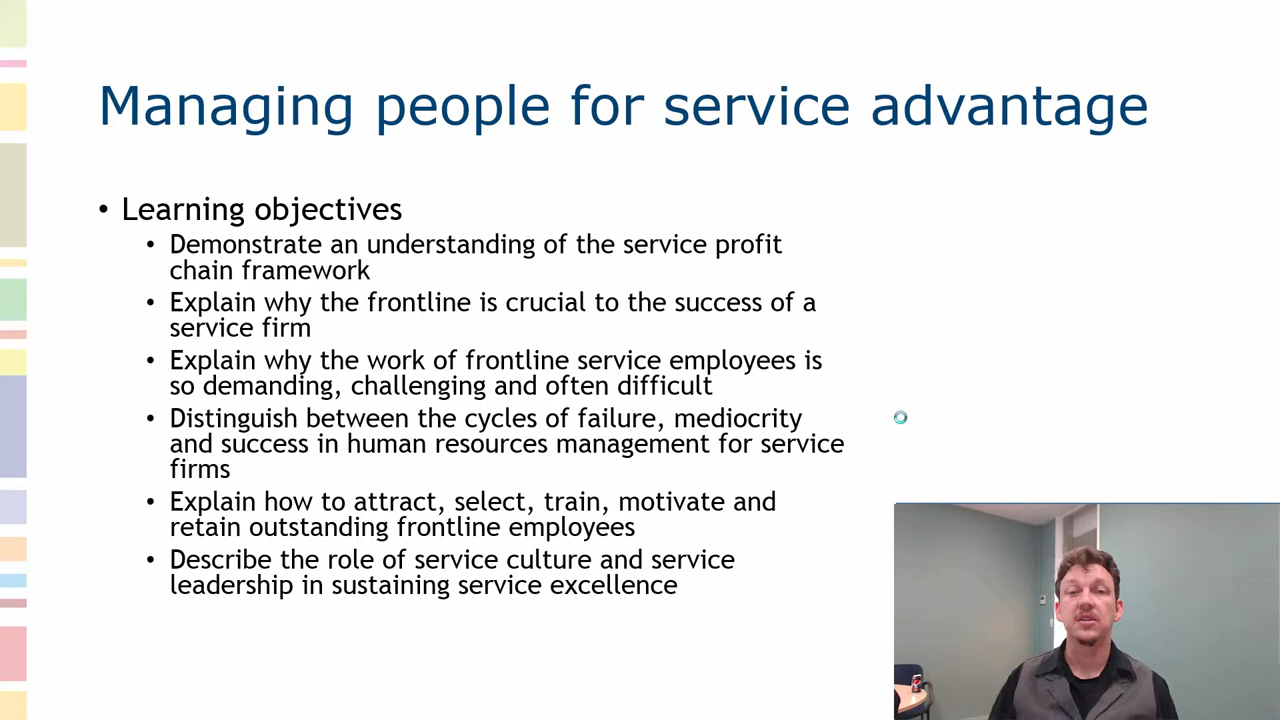 Managing people for service advantage
• Learning objectives
• Demonstrate an understanding of the service profit
chain framework
• Explain why the frontline is crucial to the success of a
service firm
• Explain why the work of frontline service employees is
so demanding, challenging and often difficult
• Distinguish between the cycles of failure, mediocrity
and success in human resources management for service
firms
• Explain how to attract, select, train, motivate and
retain outstanding frontline employees
• Describe the role of service culture and service
leadership in sustaining service excellence